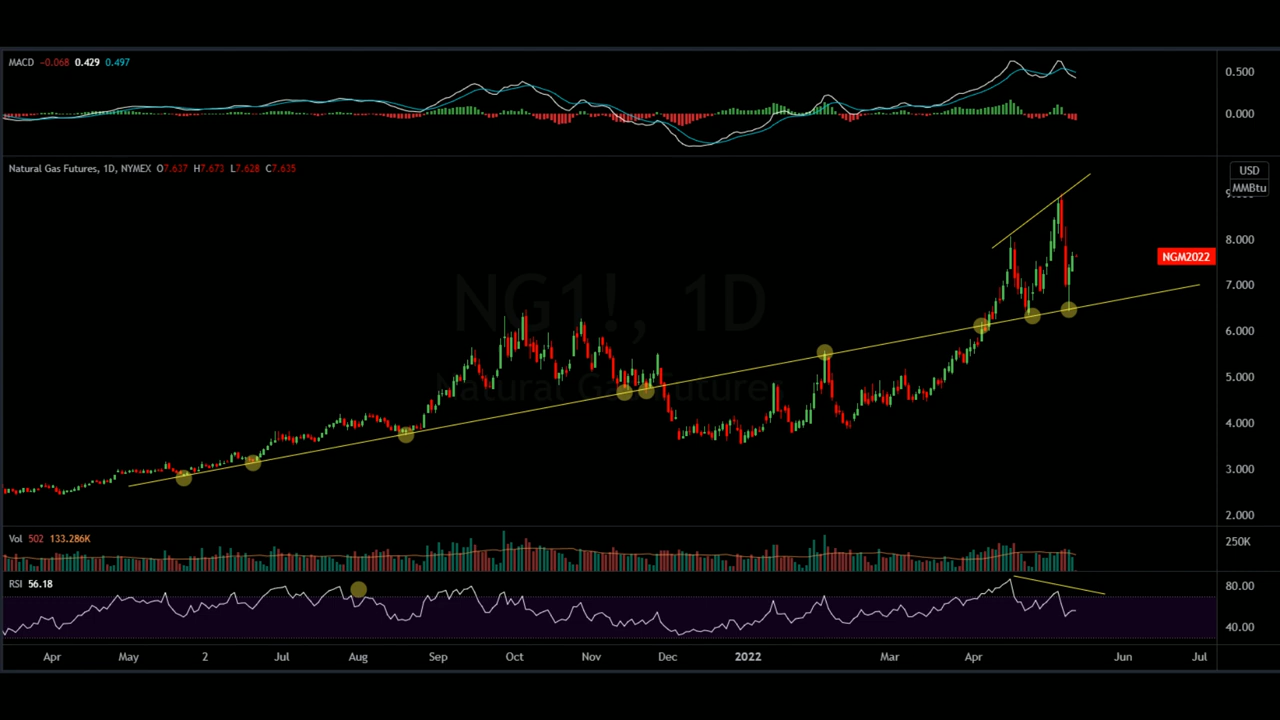 MACD −0.068 0.429 0.497
0.500
0.000
Natural Gas Futures, 1D, NYMEX O7.637 H7.673 L7.628 C7.635
USD
MMBtu
8.000
NGM2022
7.000
NG1!, 1D
6.000
5.000
Natural Gas Futures
4.000
3.000
2.000
Vol 502 133.286K
250K
RSI 56.18
80.00
40.00
Apr May 2 Jul Aug Sep Oct Nov Dec 2022 Mar Apr Jun Jul